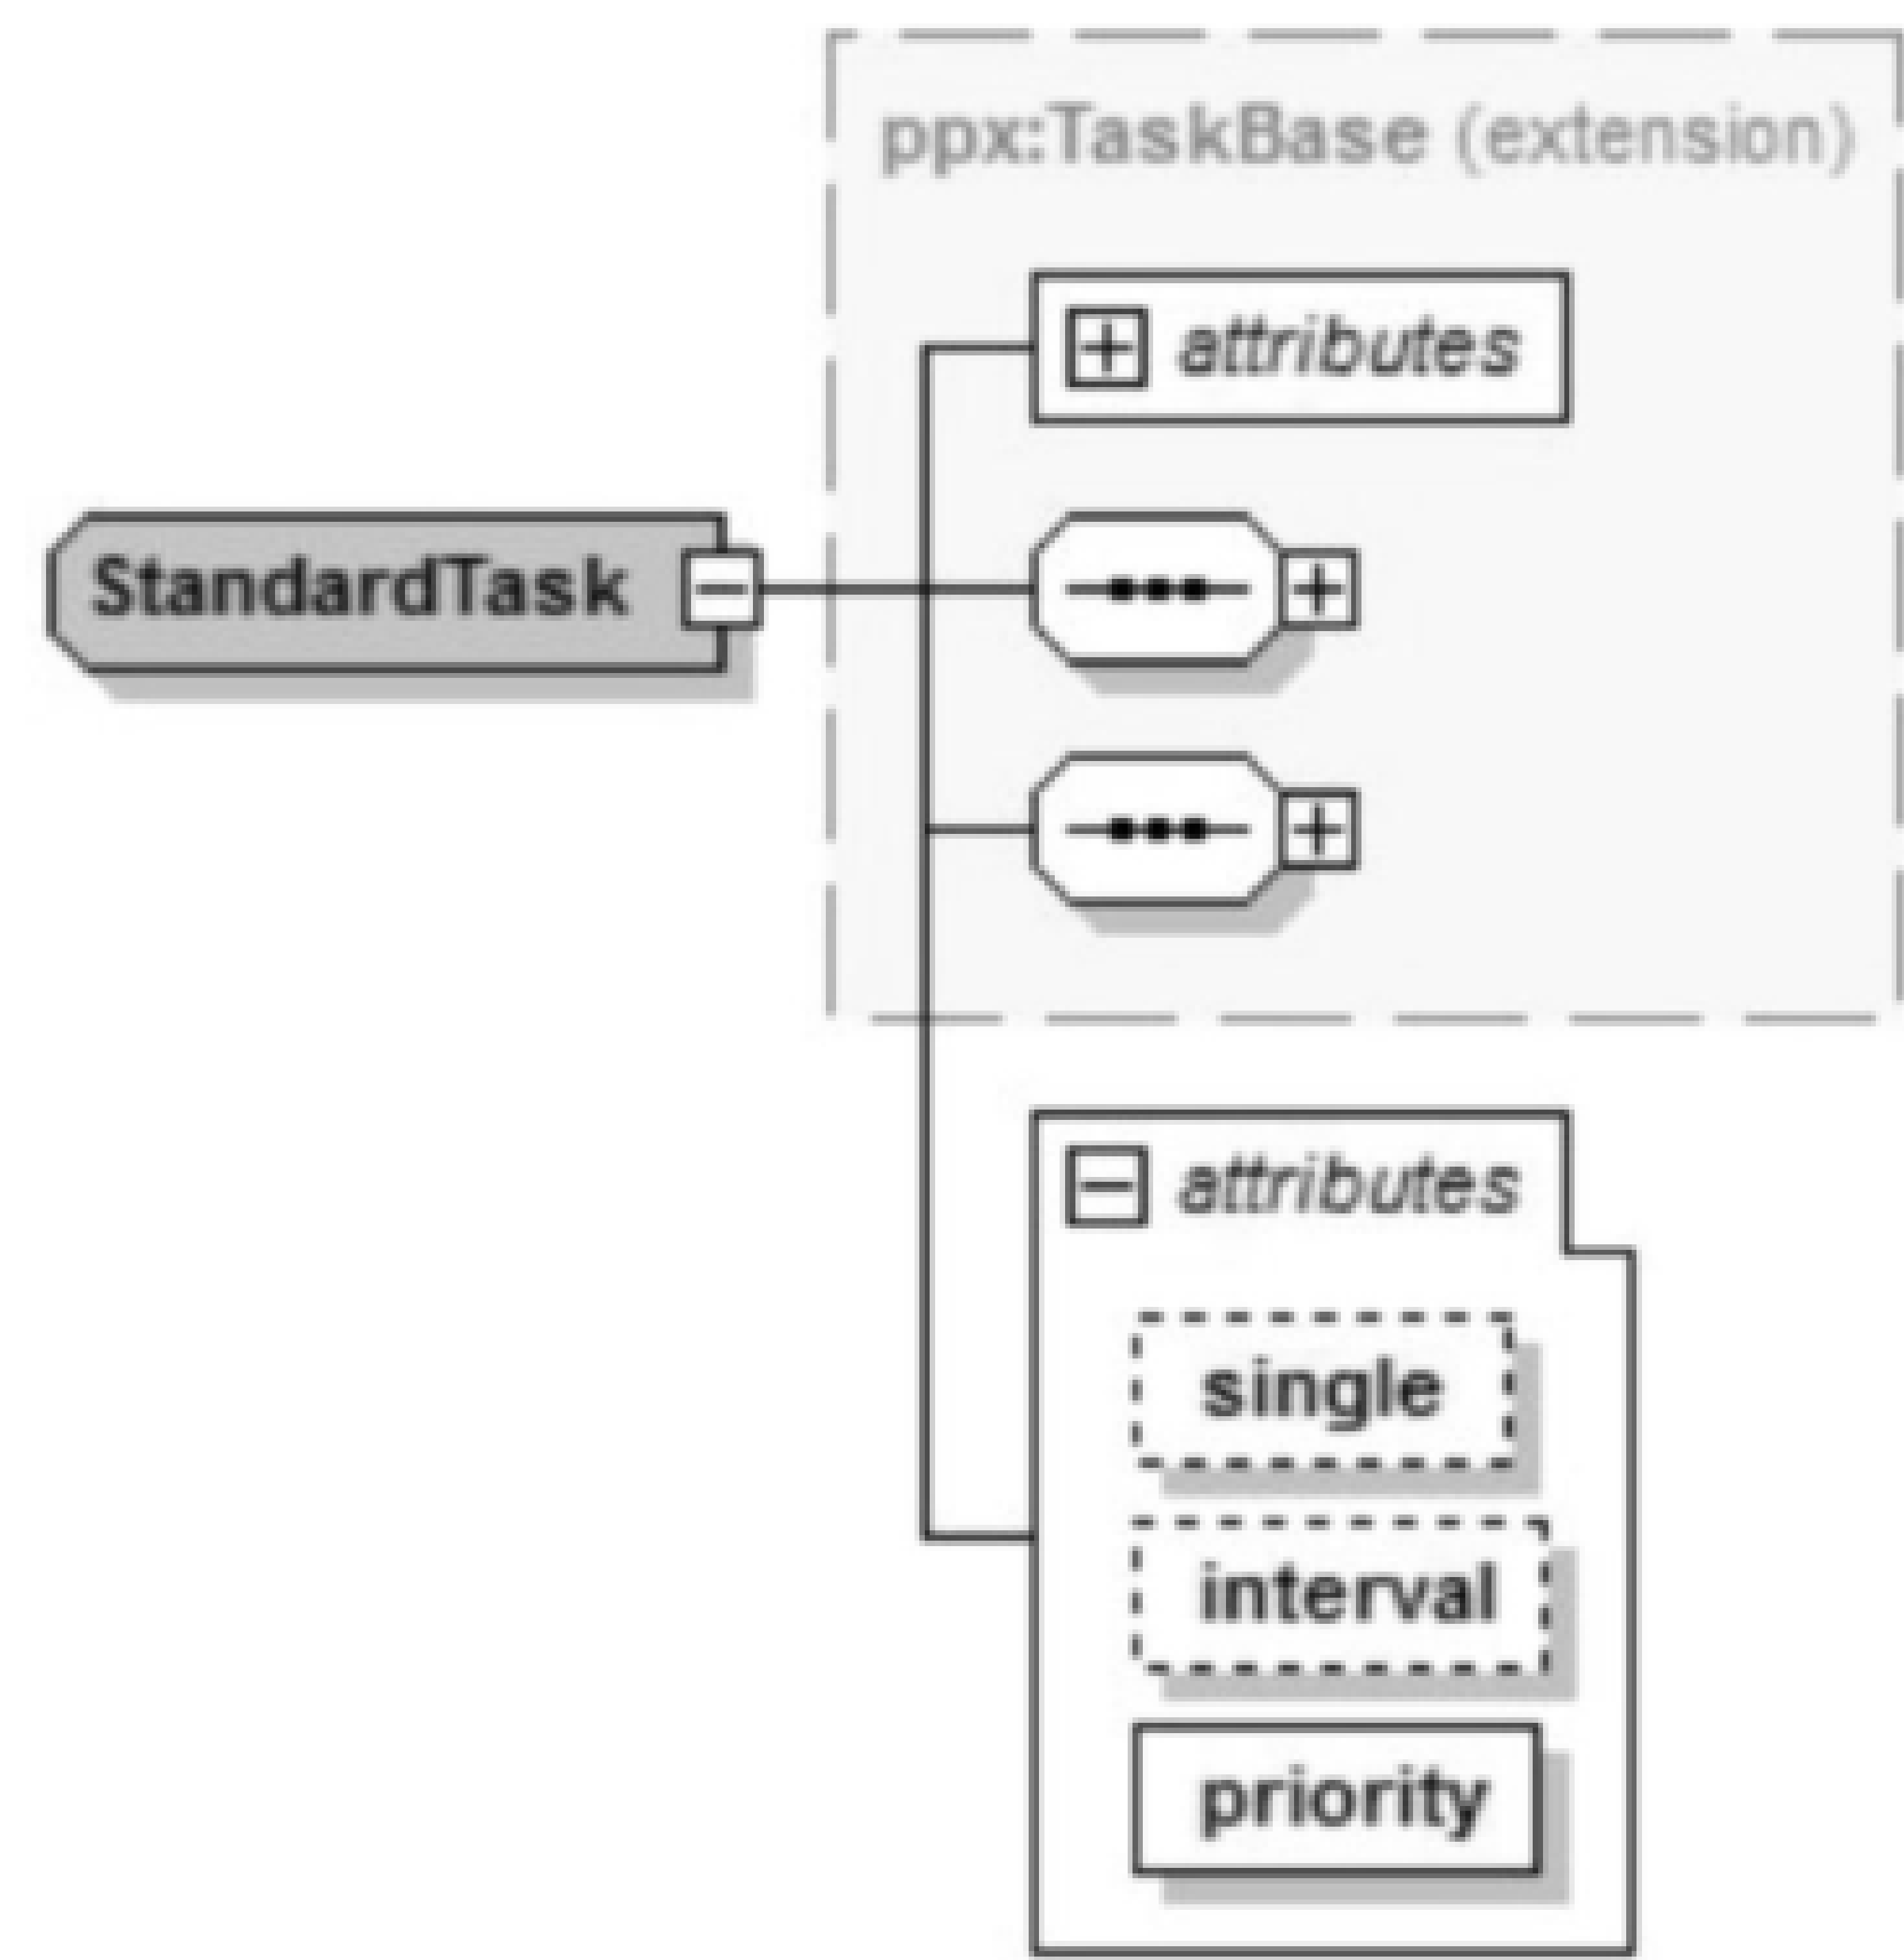 ppx:TaskBase (extension)
attributes
StandardTask
attributes
single
interval
priority